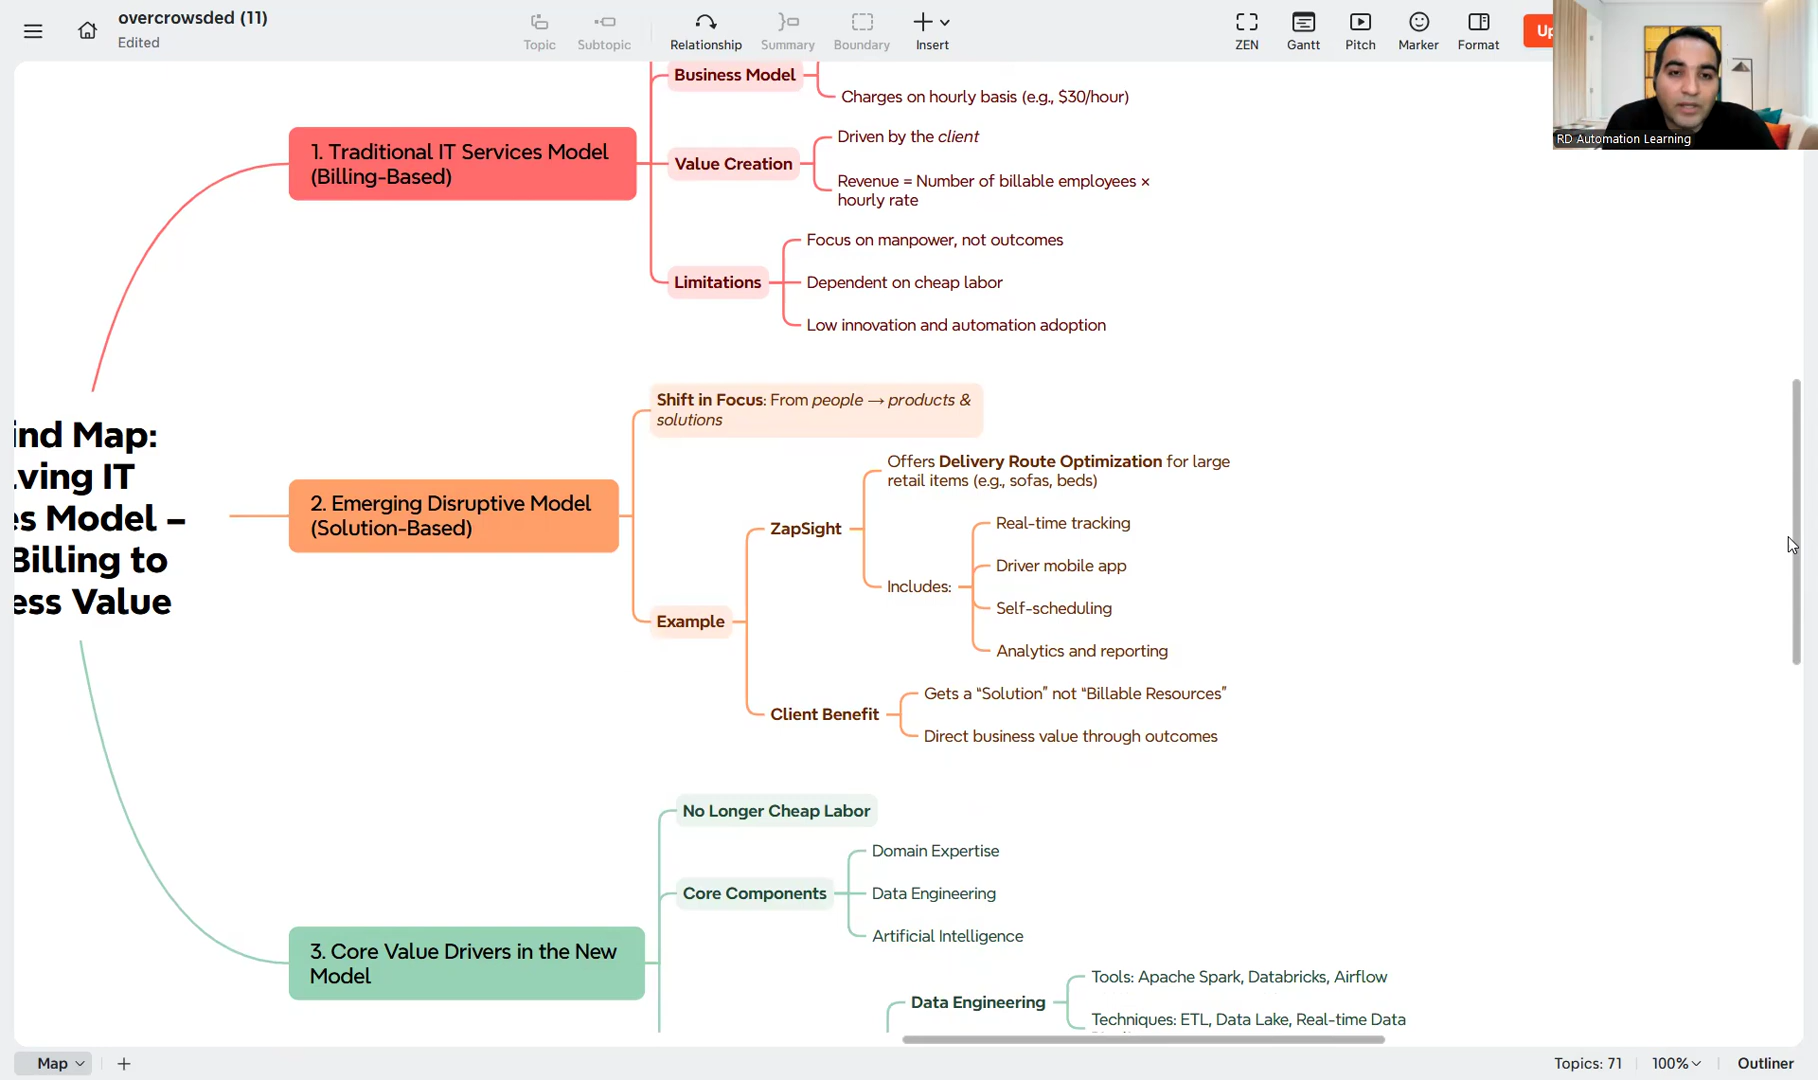 overcrowsded (11)
Edited
Topic
Subtopic
Relationship
Summary
Boundary
Insert
ZEN
Gantt
Pitch
Marker
Format
Up
RD Automation Learning
Business Model
Charges on hourly basis (e.g., $30/hour)
1. Traditional IT Services Model
(Billing-Based)
Value Creation
Driven by the client
Revenue = Number of billable employees ×
hourly rate
Limitations
Focus on manpower, not outcomes
Dependent on cheap labor
Low innovation and automation adoption
ind Map:
lving IT
es Model –
Billing to
ess Value
2. Emerging Disruptive Model
(Solution-Based)
Shift in Focus: From people → products &
solutions
Example
ZapSight
Offers Delivery Route Optimization for large
retail items (e.g., sofas, beds)
Includes:
Real-time tracking
Driver mobile app
Self-scheduling
Analytics and reporting
Client Benefit
Gets a “Solution” not “Billable Resources”
Direct business value through outcomes
3. Core Value Drivers in the New
Model
No Longer Cheap Labor
Core Components
Domain Expertise
Data Engineering
Artificial Intelligence
Data Engineering
Tools: Apache Spark, Databricks, Airflow
Techniques: ETL, Data Lake, Real-time Data
Map
Topics: 71
100%
Outliner